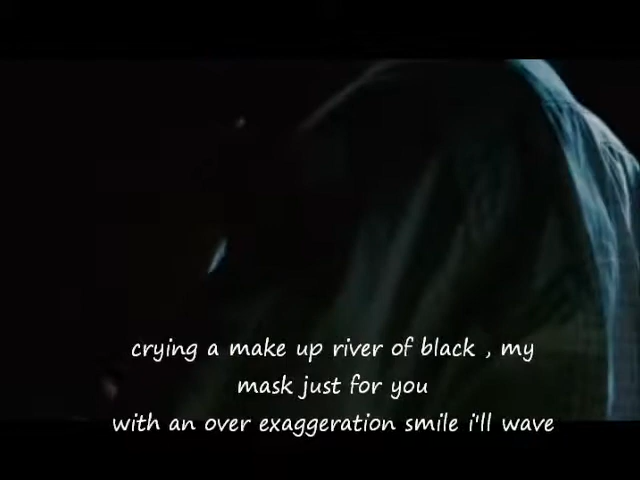 crying a make up river of black , my
mask just for you
with an over exaggeration smile i'll wave